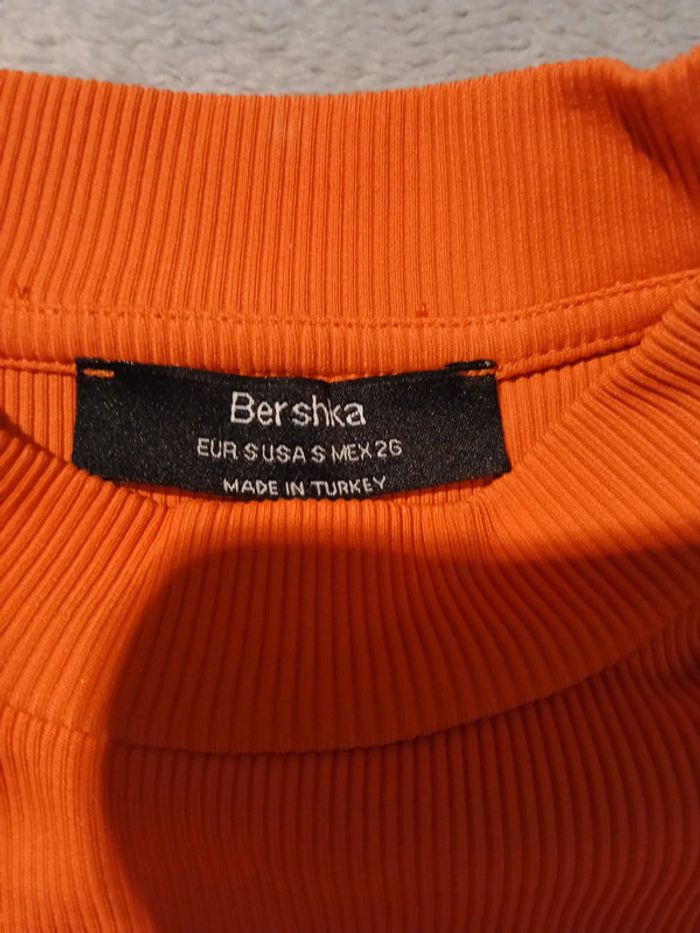 Bershka
EUR S USA S MEX 26
MADE IN TURKEY